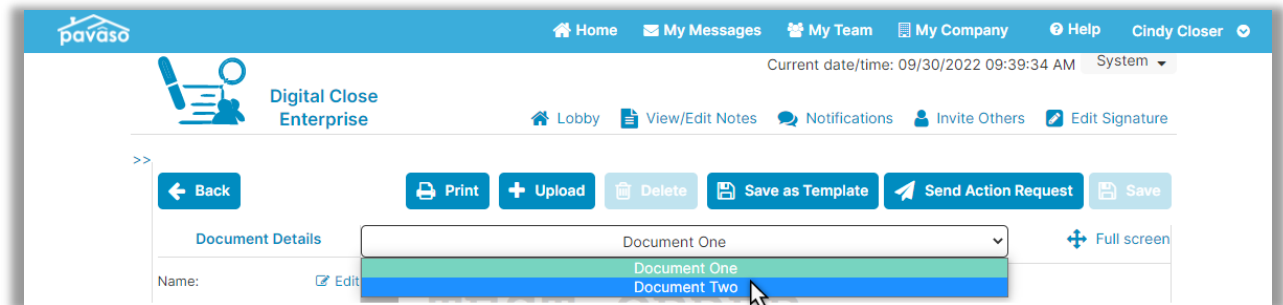 pavaso
Home My Messages My Team My Company Help Cindy Closer
Current date/time: 09/30/2022 09:39:34 AM System
Digital Close
Enterprise
Lobby View/Edit Notes Notifications Invite Others Edit Signature
>>
Back Print Upload Delete Save as Template Send Action Request Save
Document Details Document One Full screen
Document One
Name: Edit
Document Two